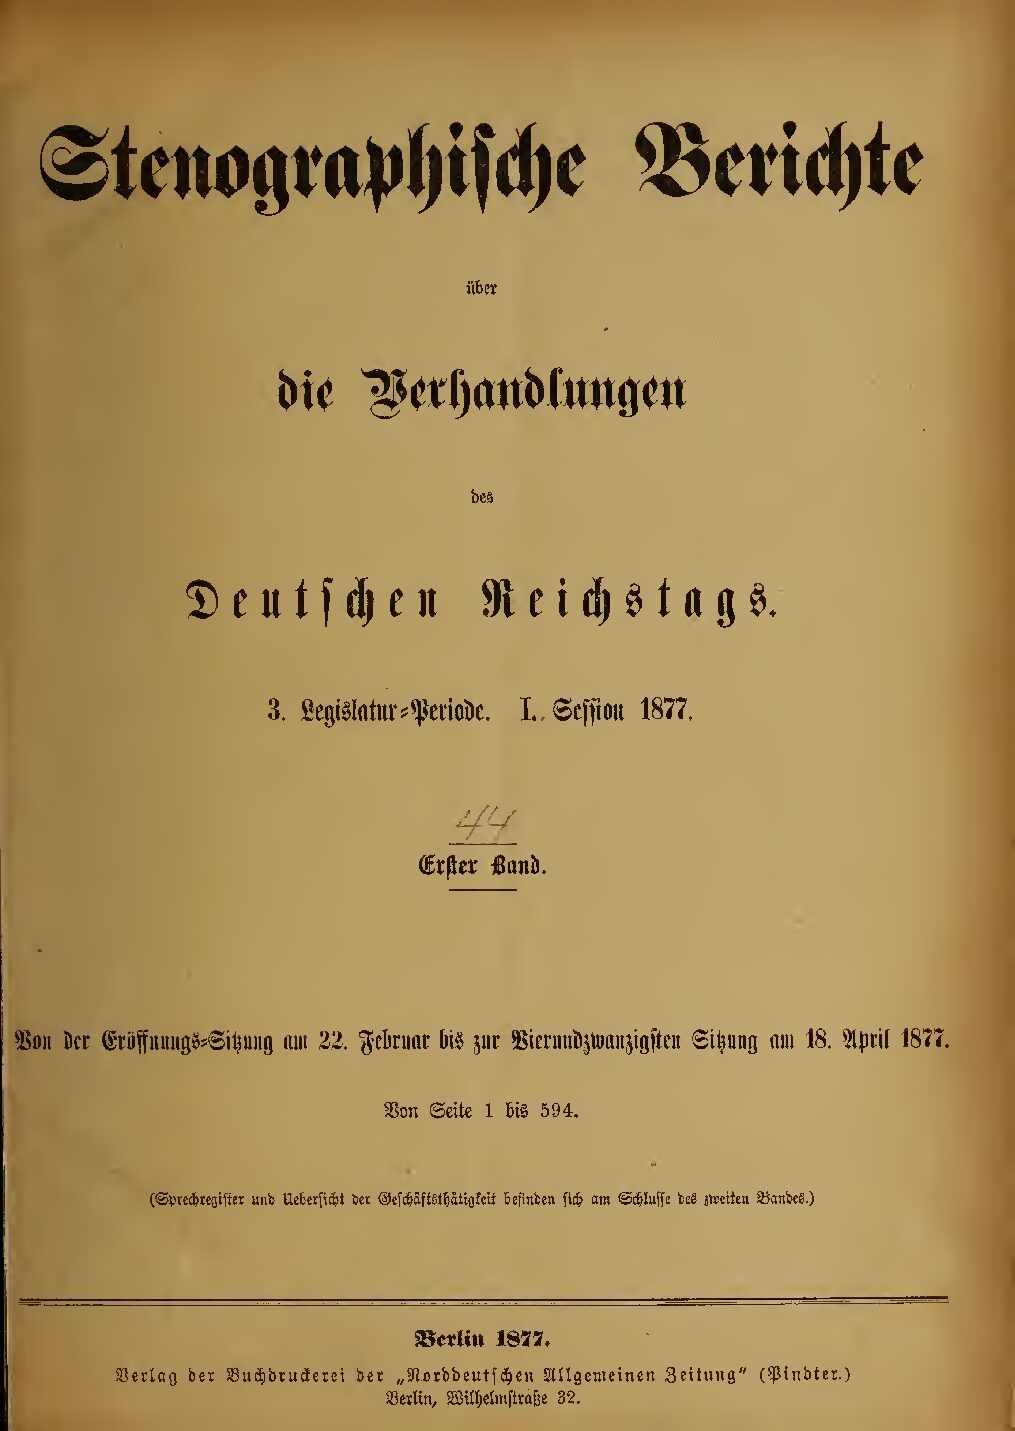 Stenographische Berichte
über
die Verhandlungen
des
Deutschen Reichstags.
3. Legislatur-Periode. I. Session 1877.
44
Erster Band.
Von der Eröffnungs-Sitzung am 22. Februar bis zur Vierundzwanzigsten Sitzung am 18. April 1877.
Von Seite 1 bis 594.
(Sprechregister und Uebersicht der Geschäftsthätigkeit befinden sich am Schlusse des zweiten Bandes.)
Berlin 1877.
Verlag der Buchdruckerei der „Norddeutschen Allgemeinen Zeitung“ (Pindter.)
Berlin, Wilhelmstraße 32.